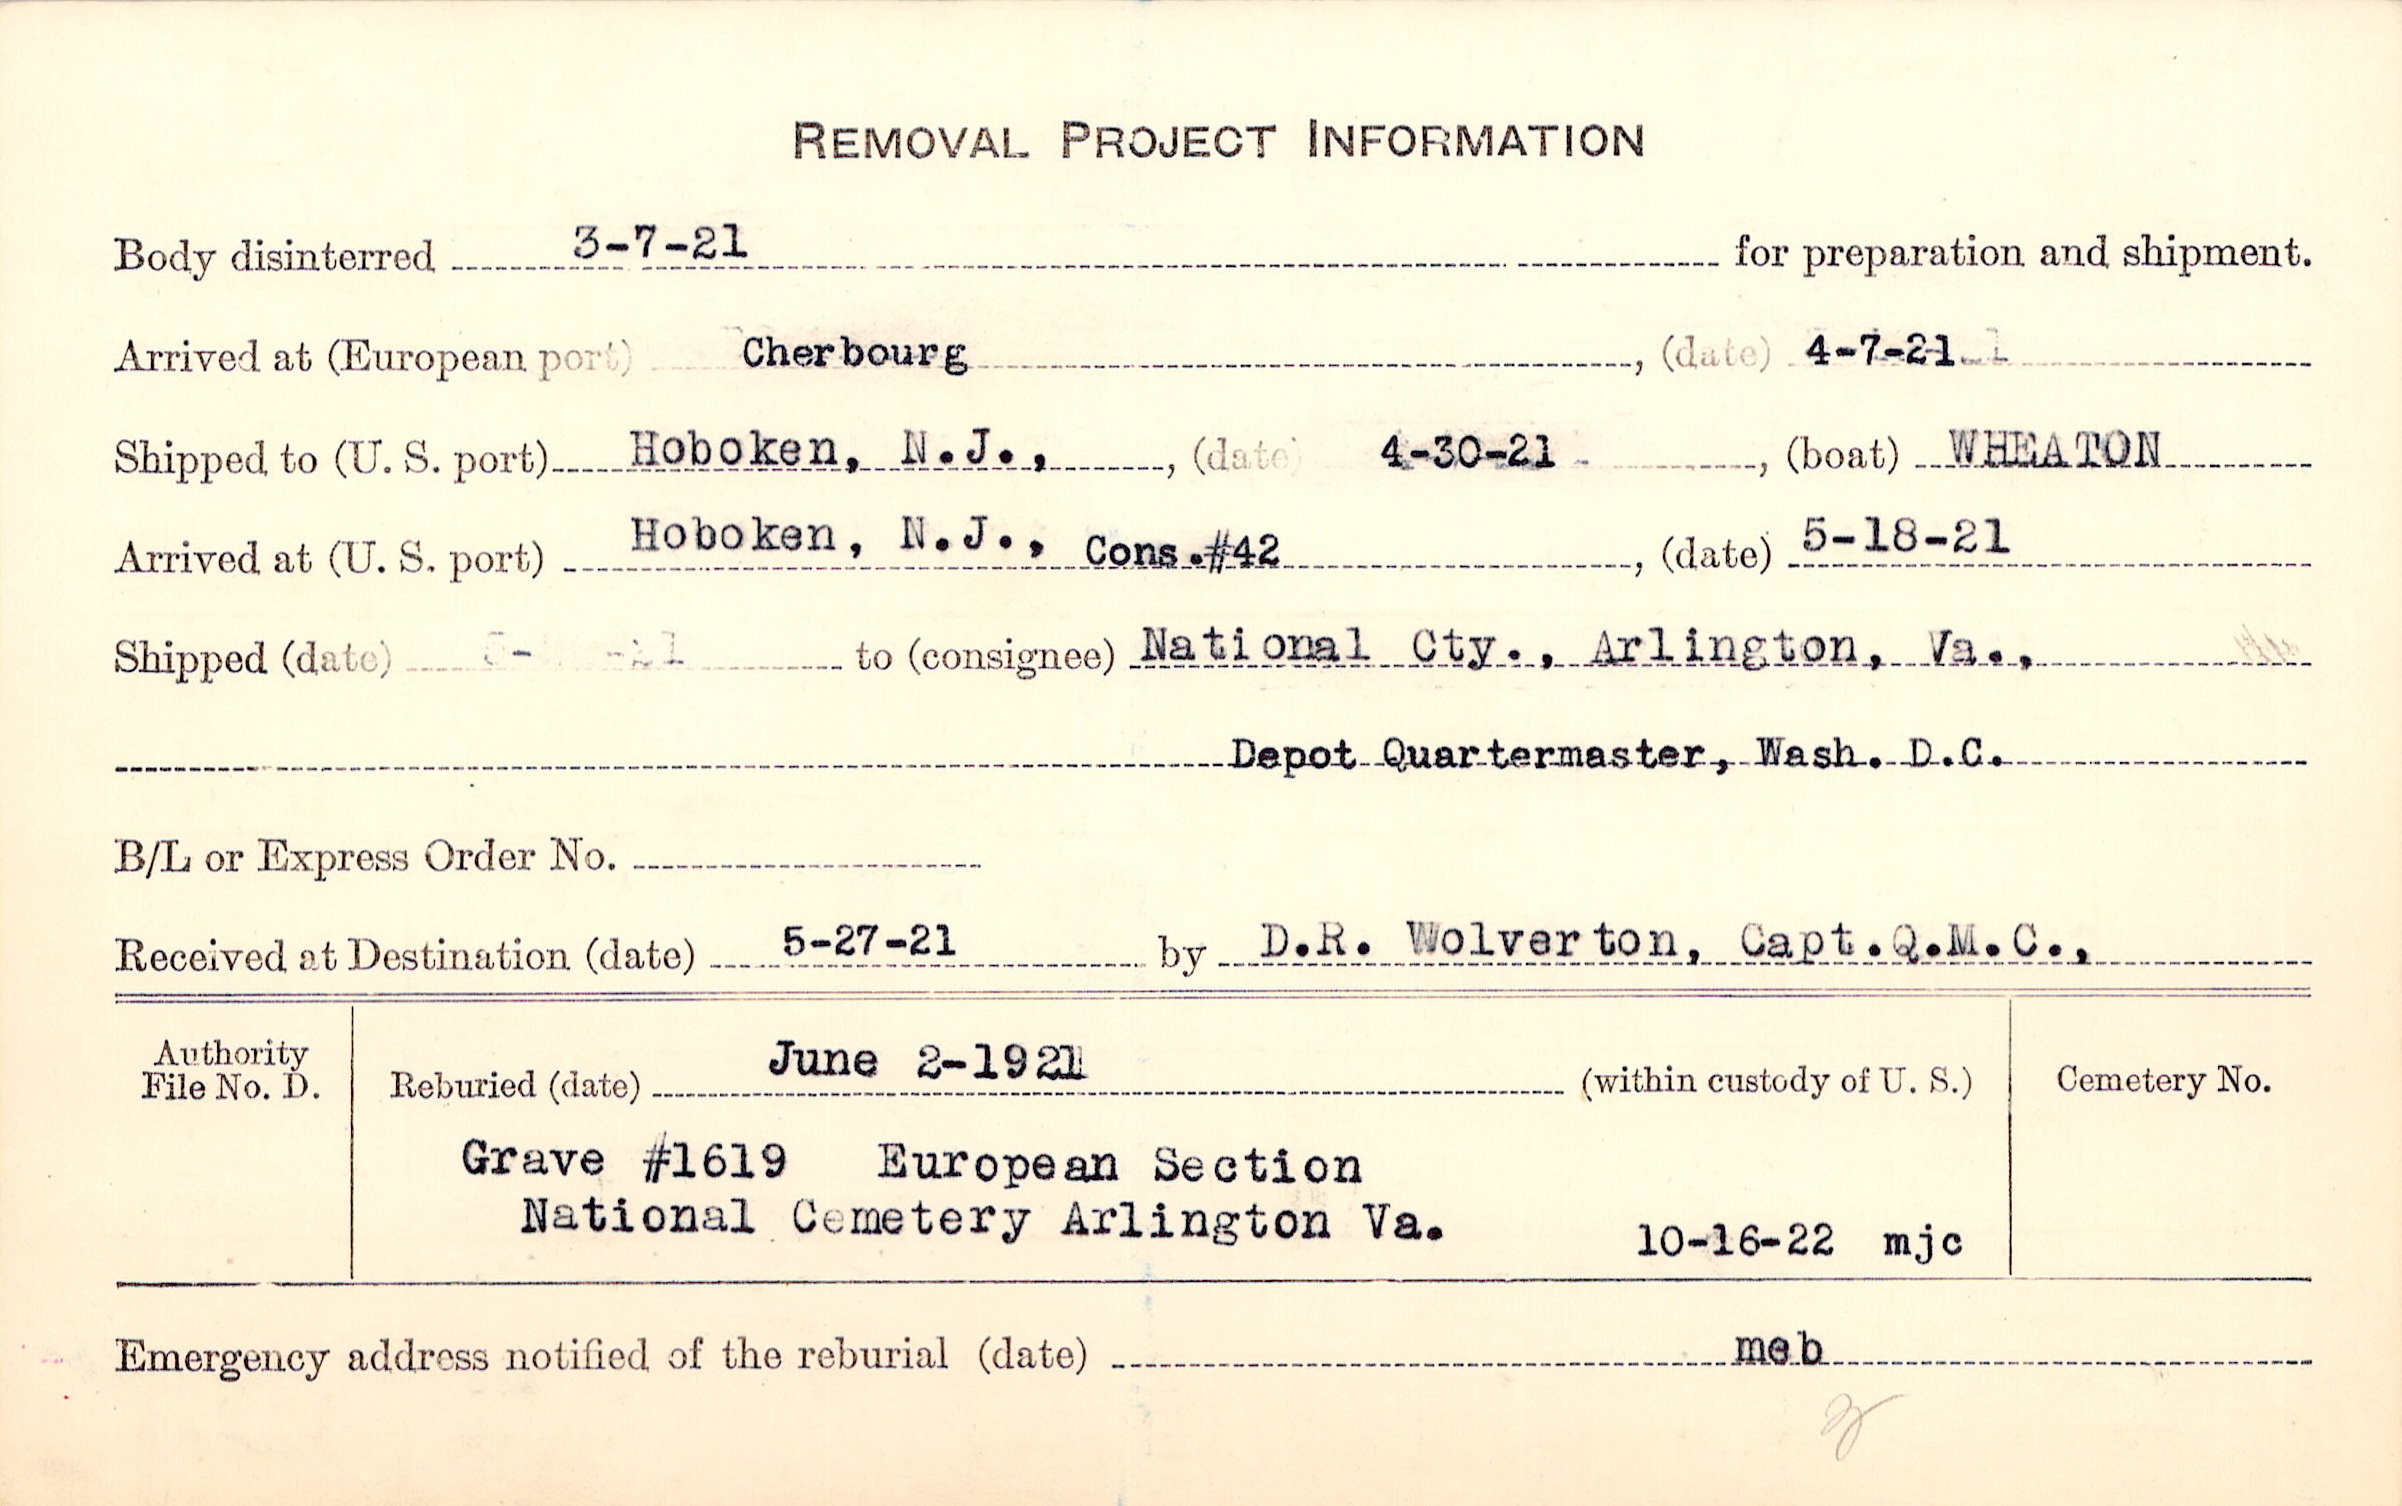 REMOVAL PROJECT INFORMATION
Body disinterred 3-7-21 for preparation and shipment.
Arrived at (European port) Cherbourg, (date) 4-7-21
Shipped to (U. S. port) Hoboken, N.J., , (date) 4-30-21, (boat) WHEATON
Arrived at (U. S. port) Hoboken, N.J., Cons.#42, (date) 5-18-21
Shipped (date) to (consignee) National Cty., Arlington, Va.,
Depot Quartermaster, Wash. D.C.
B/L or Express Order No.
Received at Destination (date) 5-27-21 by D.R. Wolverton, Capt.Q.M.C.,
Authority
File No. D.
Reburied (date) June 2-1921 (within custody of U. S.)
Cemetery No.
Grave #1619 European Section
National Cemetery Arlington Va.
10-16-22 mjc
Emergency address notified of the reburial (date) meb